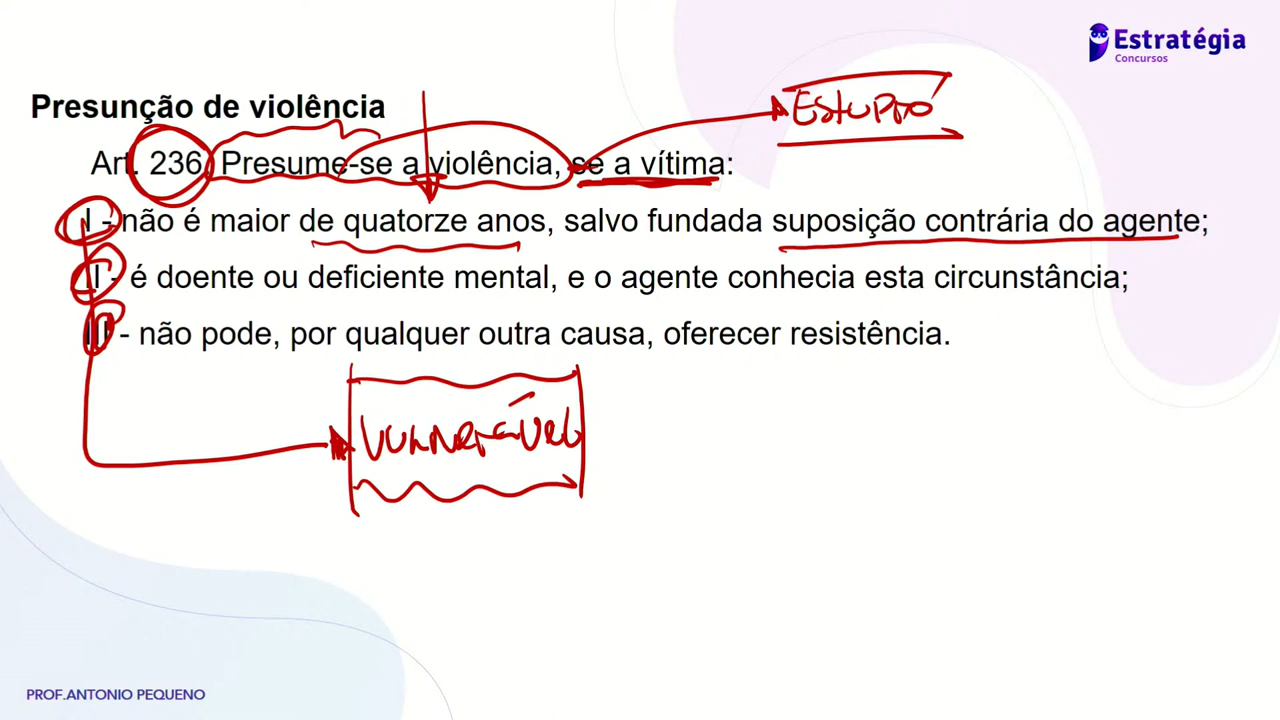 Estratégia
Concursos
Presunção de violência
ESTUPRO
Art. 236. Presume-se a violência, se a vítima:
I - não é maior de quatorze anos, salvo fundada suposição contrária do agente;
II - é doente ou deficiente mental, e o agente conhecia esta circunstância;
III - não pode, por qualquer outra causa, oferecer resistência.
VULNERÁVEL
PROF.ANTONIO PEQUENO